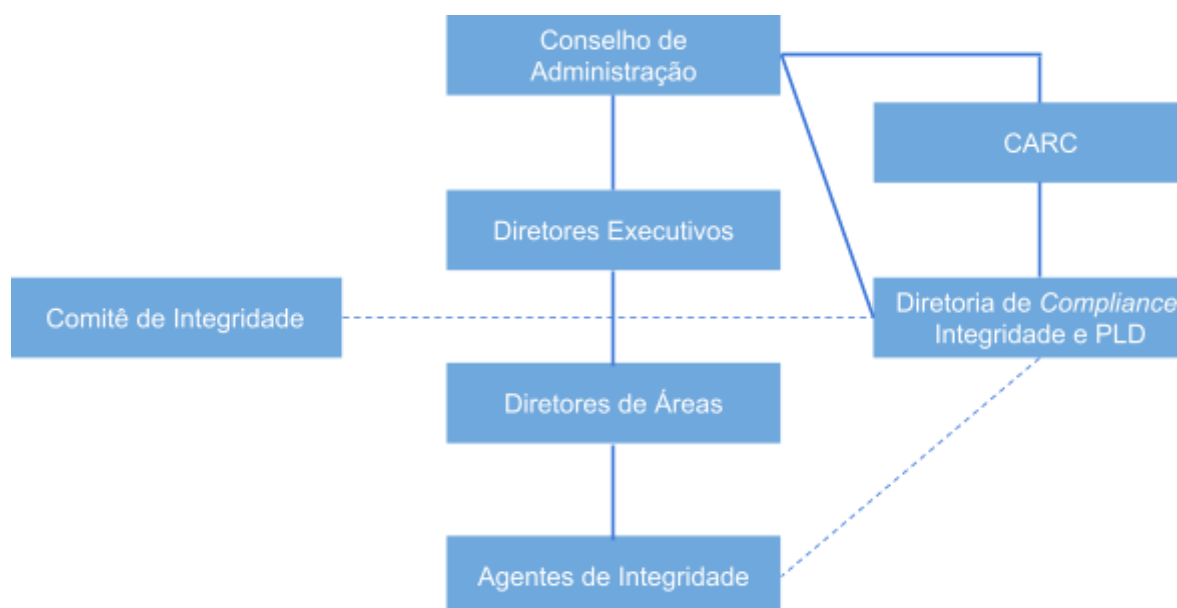 Conselho de
Administração
CARC
Diretores Executivos
Comitê de Integridade
Diretoria de Compliance
Integridade e PLD
Diretores de Áreas
Agentes de Integridade